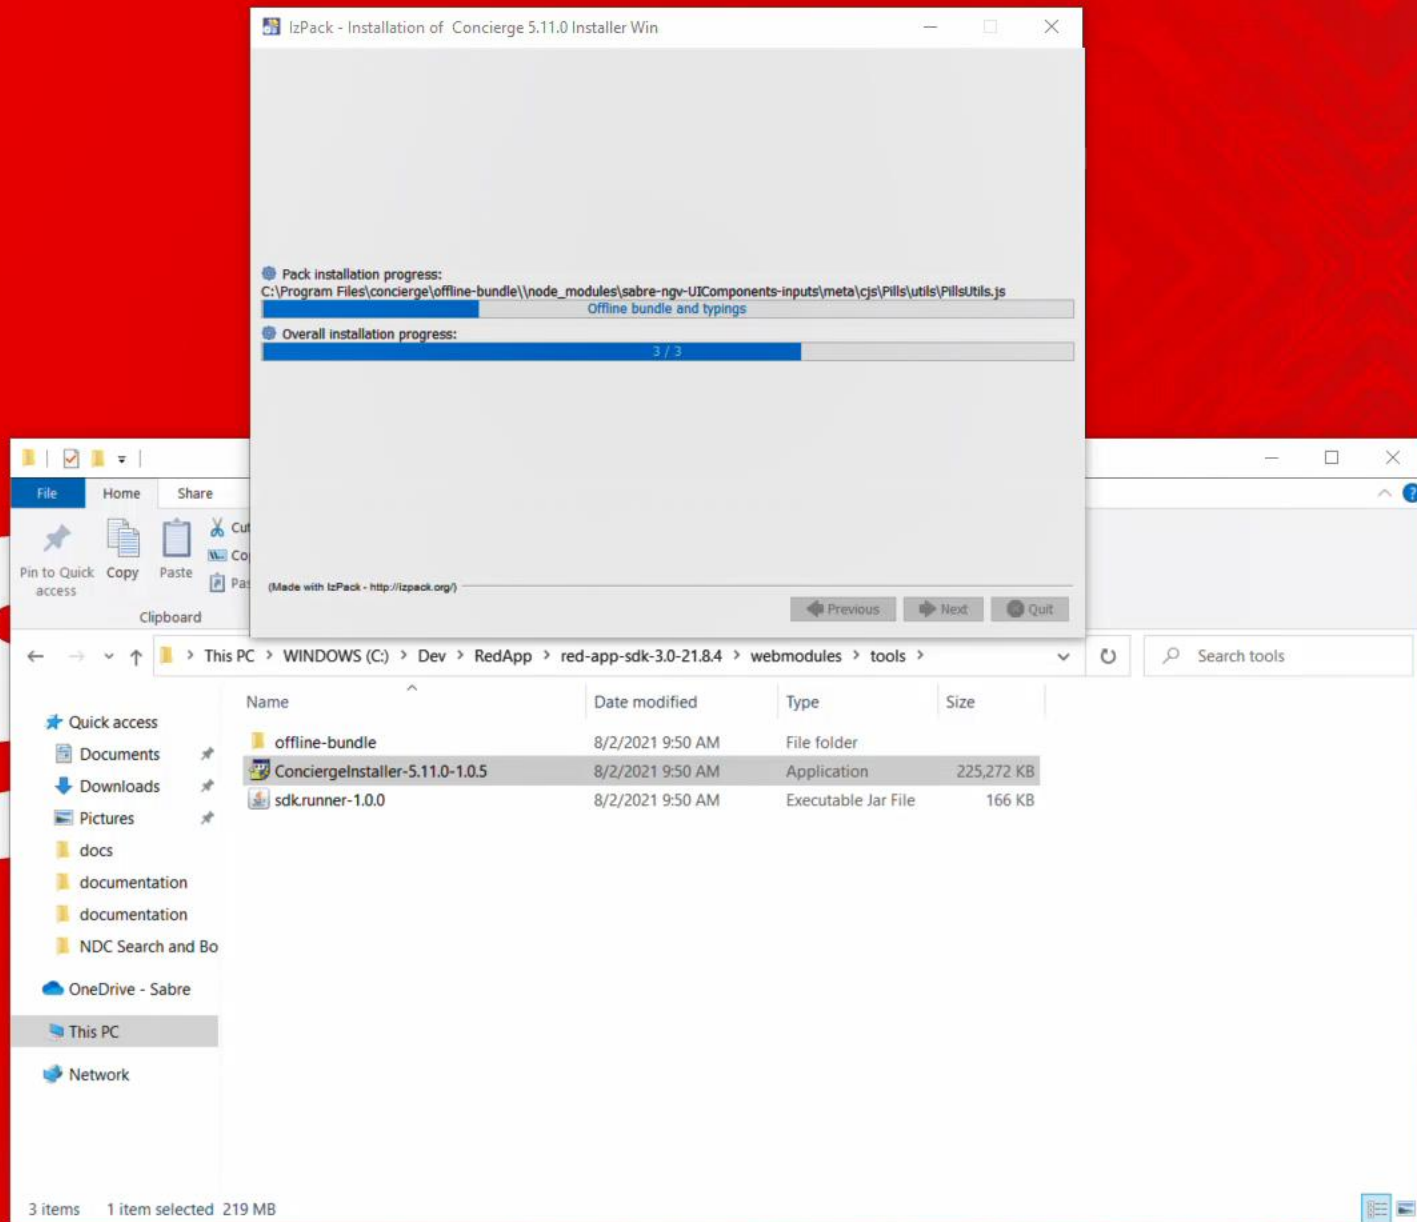 IzPack - Installation of Concierge 5.11.0 Installer Win
Pack installation progress:
C:\Program Files\concierge\offline-bundle\\node_modules\sabre-ngv-UIComponents-inputs\meta\cjs\Pills\utils\PillsUtils.js
Offline bundle and typings
Overall installation progress:
3 / 3
(Made with IzPack - http://izpack.org/)
Previous Next Quit
File Home Share
Pin to Quick access
Copy
Paste
Cut
Co
Pas
Clipboard
This PC > WINDOWS (C:) > Dev > RedApp > red-app-sdk-3.0-21.8.4 > webmodules > tools >
Search tools
Name Date modified Type Size
offline-bundle 8/2/2021 9:50 AM File folder
ConciergeInstaller-5.11.0-1.0.5 8/2/2021 9:50 AM Application 225,272 KB
sdk.runner-1.0.0 8/2/2021 9:50 AM Executable Jar File 166 KB
Quick access
Documents
Downloads
Pictures
docs
documentation
documentation
NDC Search and Bo
OneDrive - Sabre
This PC
Network
3 items 1 item selected 219 MB